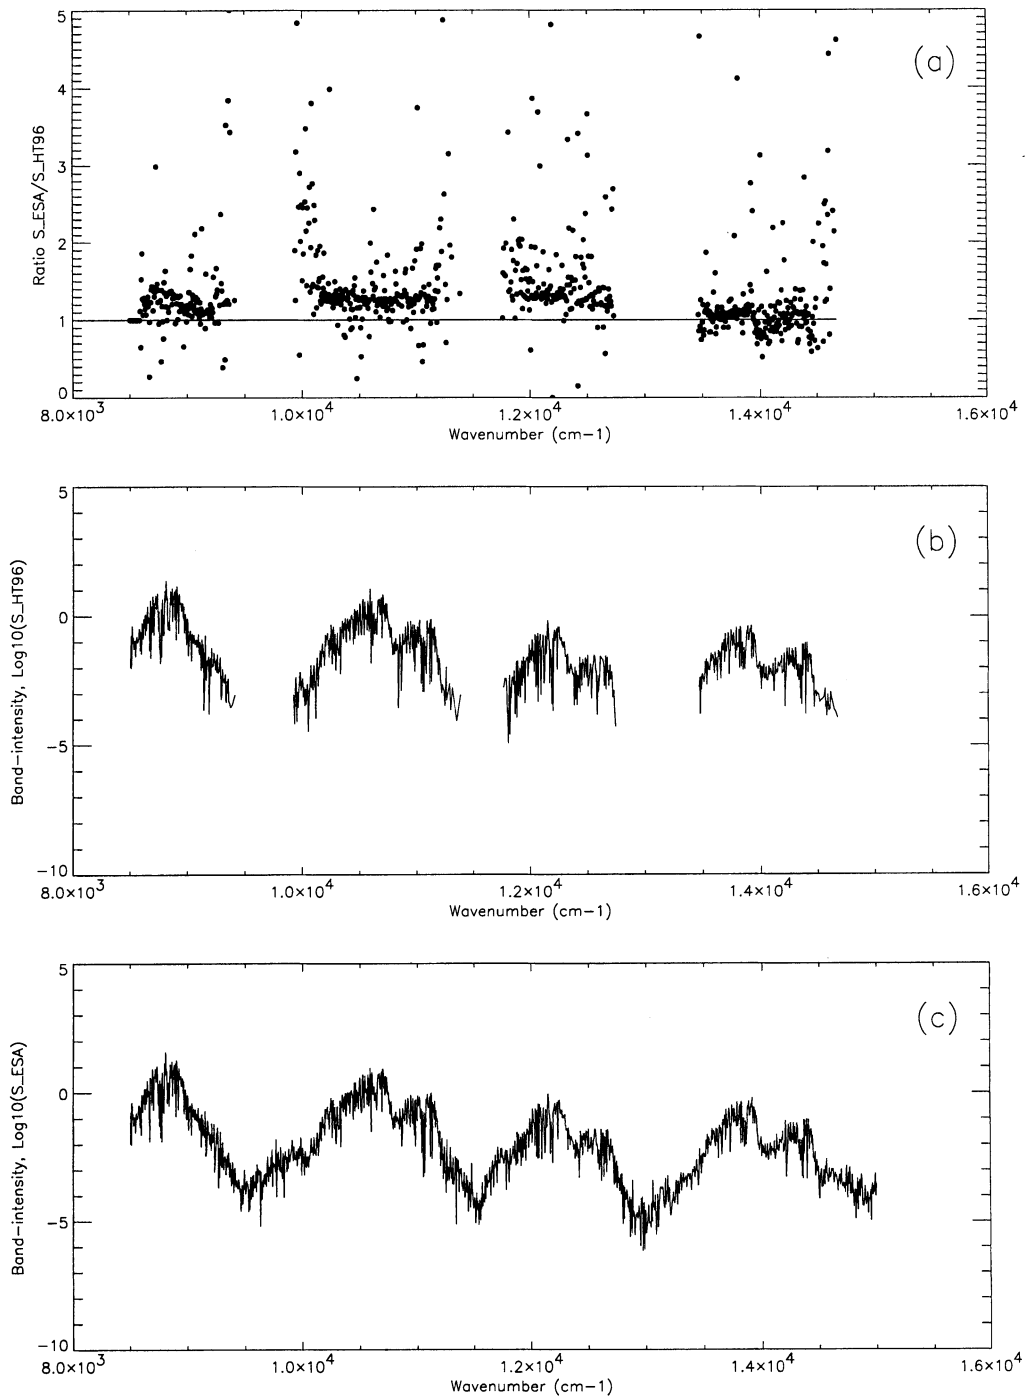 (a)
Ratio S_ESA/S_HT96
5
4
3
2
1
0
8.0×10³ 1.0×10⁴ 1.2×10⁴ 1.4×10⁴ 1.6×10⁴
Wavenumber (cm−1)
(b)
Band−intensity, Log10(S_HT96)
5
0
−5
−10
8.0×10³ 1.0×10⁴ 1.2×10⁴ 1.4×10⁴ 1.6×10⁴
Wavenumber (cm−1)
(c)
Band−intensity, Log10(S_ESA)
5
0
−5
−10
8.0×10³ 1.0×10⁴ 1.2×10⁴ 1.4×10⁴ 1.6×10⁴
Wavenumber (cm−1)